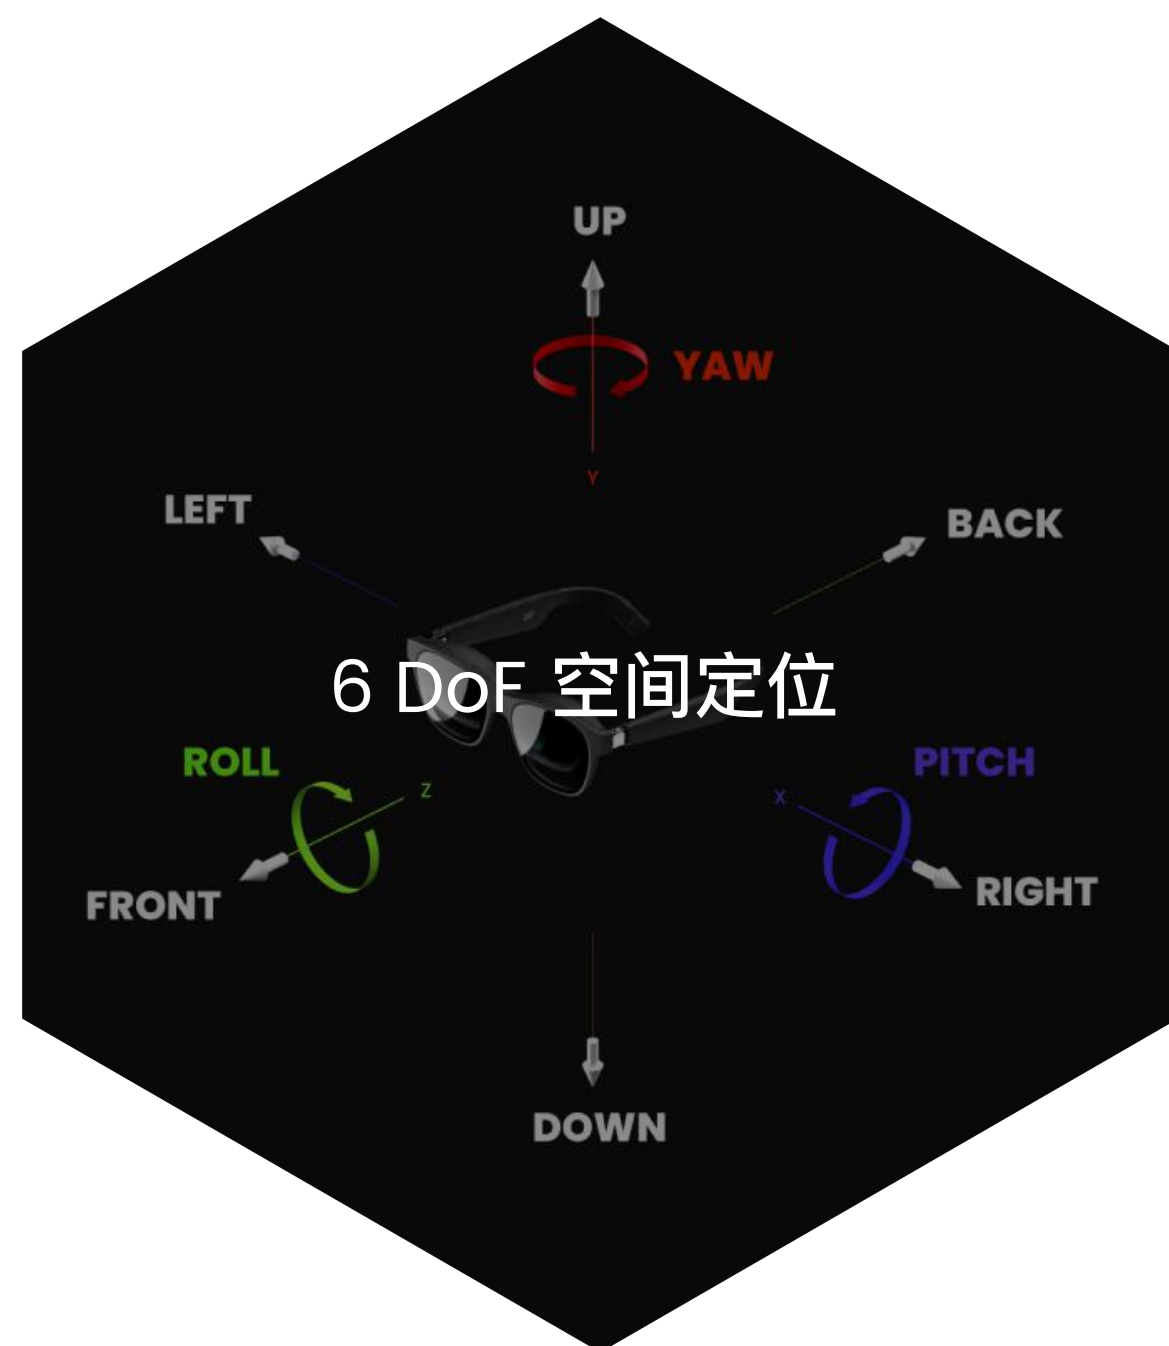 UP
YAW
Y
LEFT
BACK
6 DoF 空间定位
ROLL
PITCH
Z
X
FRONT
RIGHT
DOWN